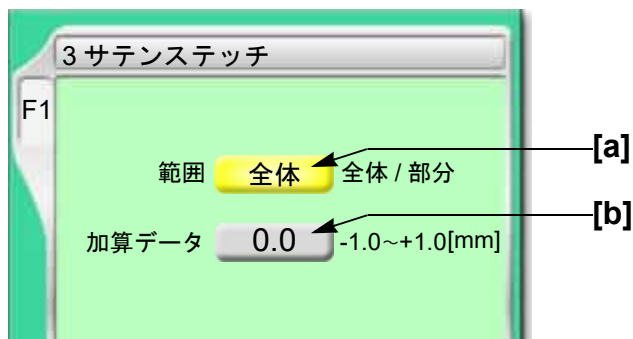 3 サテンステッチ
F1
範囲 全体 全体 / 部分 [a]
加算データ 0.0 -1.0~+1.0[mm] [b]